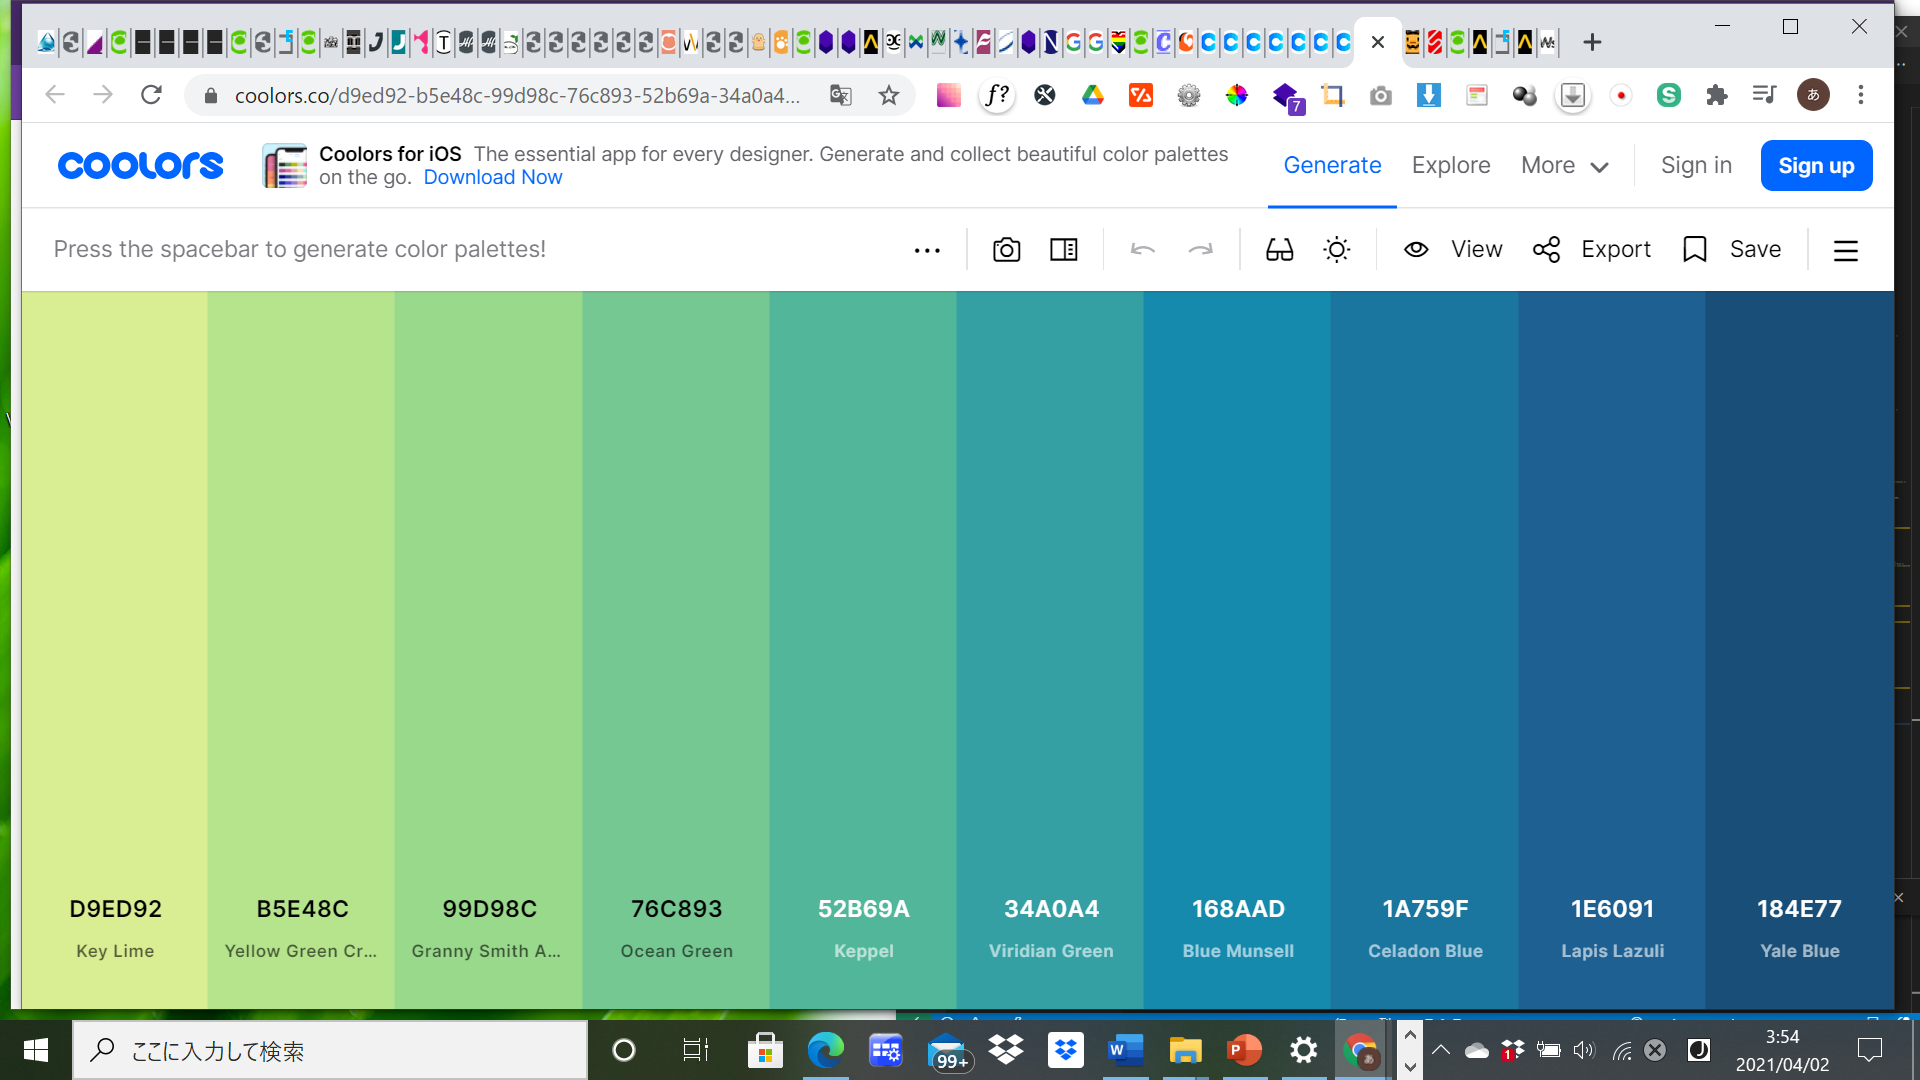 coolors.co/d9ed92-b5e48c-99d98c-76c893-52b69a-34a0a4...
f?
7
あ
coolors
Coolors for iOS The essential app for every designer. Generate and collect beautiful color palettes
on the go. Download Now
Generate
Explore
More
Sign in
Sign up
Press the spacebar to generate color palettes!
View
Export
Save
D9ED92
B5E48C
99D98C
76C893
52B69A
34A0A4
168AAD
1A759F
1E6091
184E77
Key Lime
Yellow Green Cr...
Granny Smith A...
Ocean Green
Keppel
Viridian Green
Blue Munsell
Celadon Blue
Lapis Lazuli
Yale Blue
ここに入力して検索
99+
1
3:54
2021/04/02